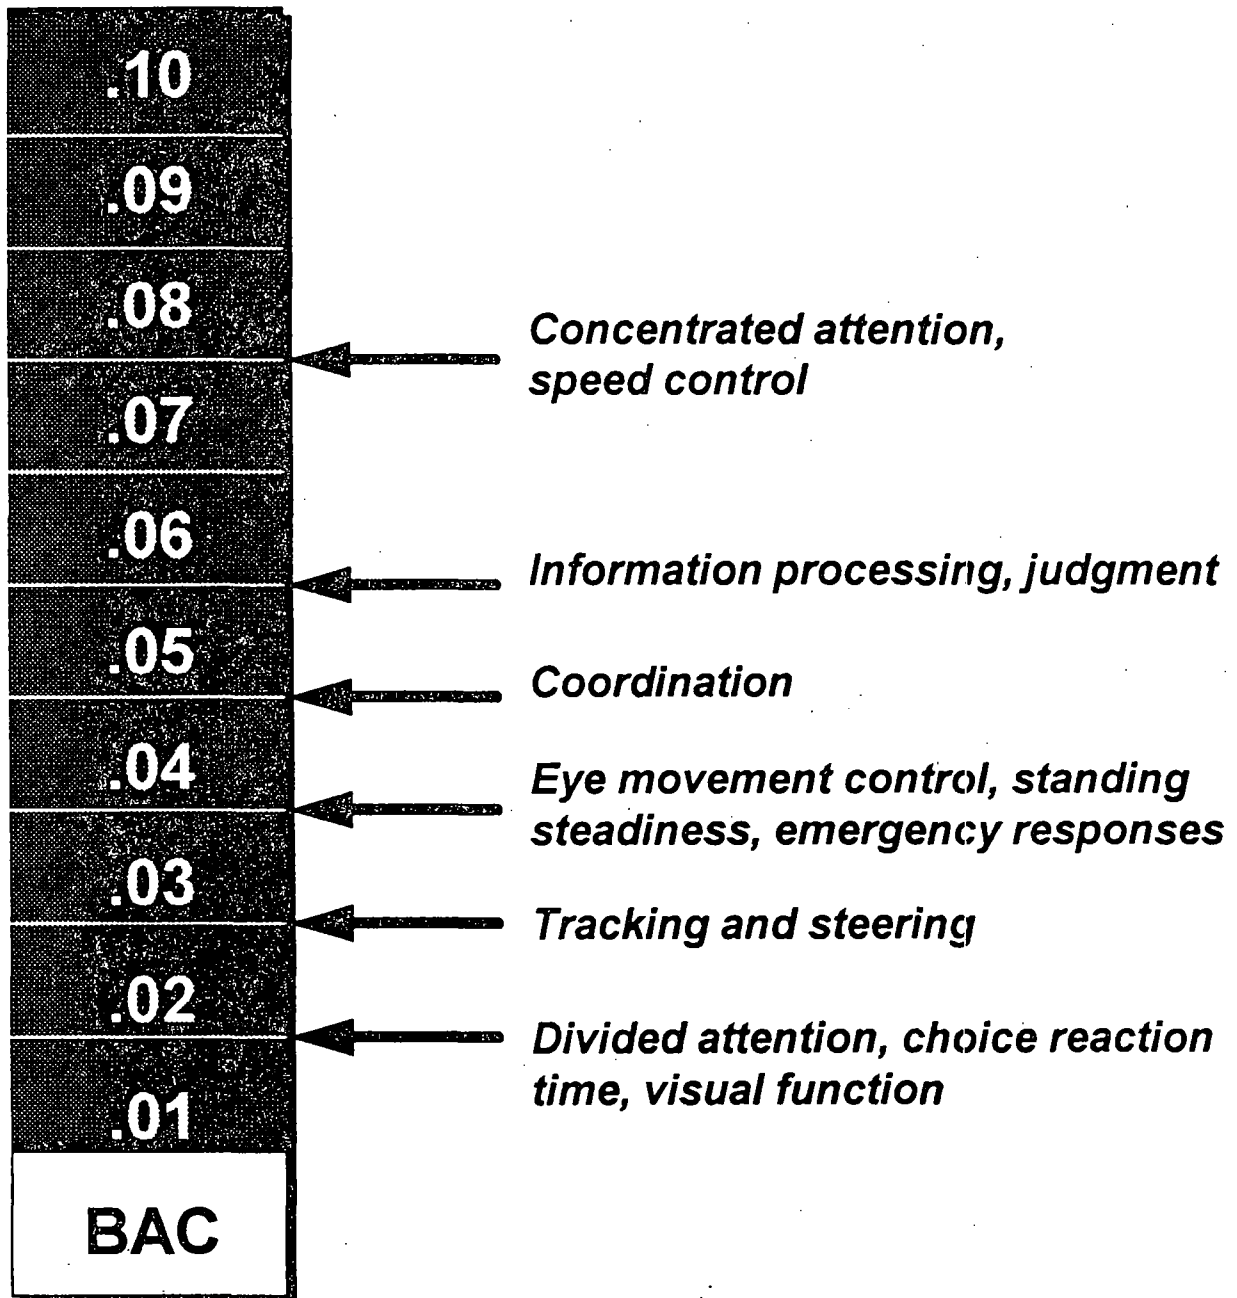 .10
.09
.08
Concentrated attention,
speed control
.07
.06
Information processing, judgment
.05
Coordination
.04
Eye movement control, standing
steadiness, emergency responses
.03
Tracking and steering
.02
Divided attention, choice reaction
time, visual function
.01
BAC